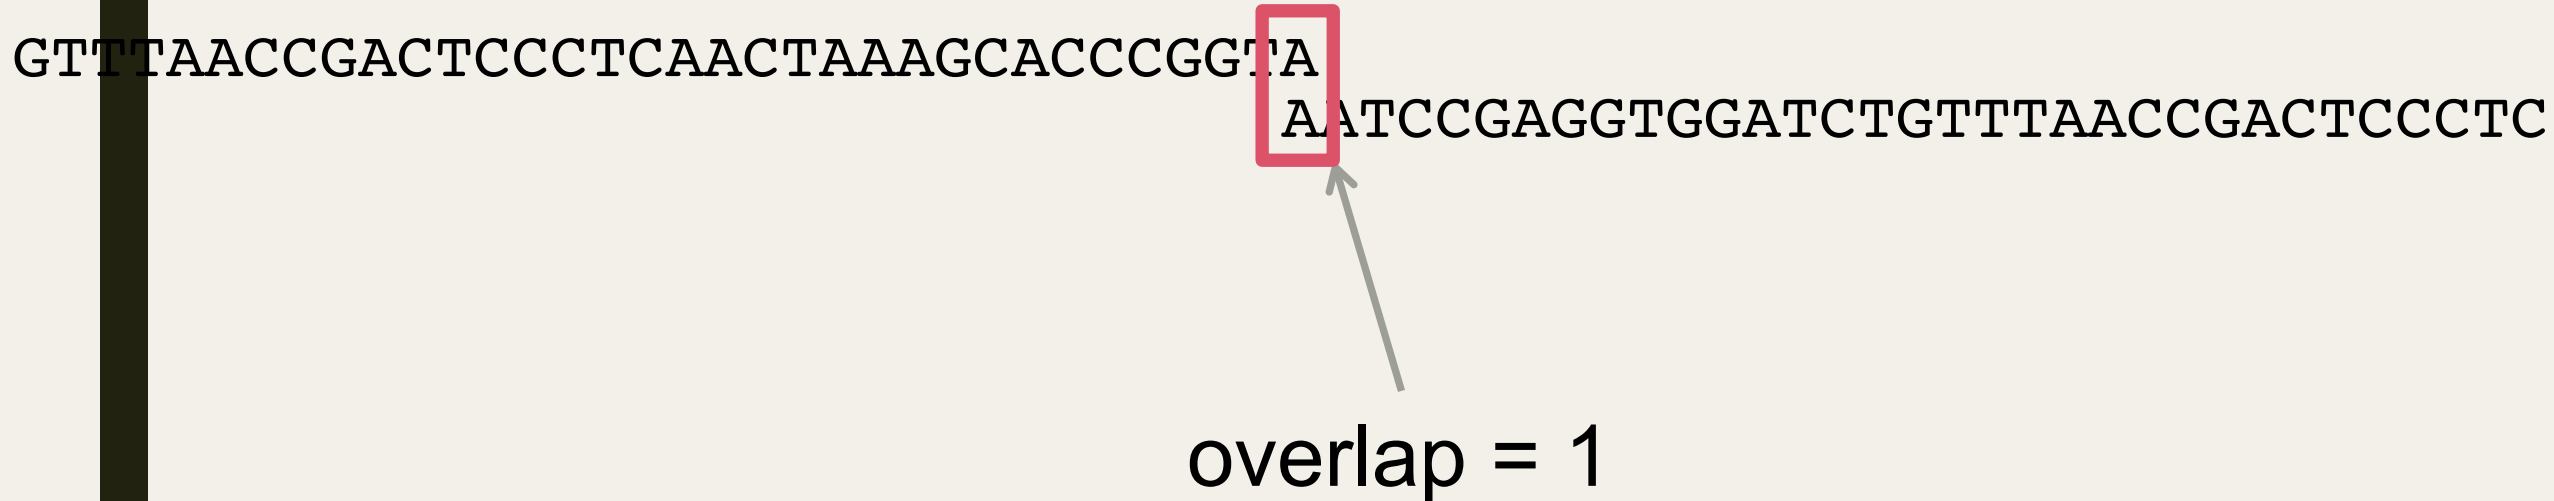 GTTTAACCGACTCCCTCAACTAAAGCACCCGGTA
AATCCGAGGTGGATCTGTTTAACCGACTCCCTC
overlap = 1